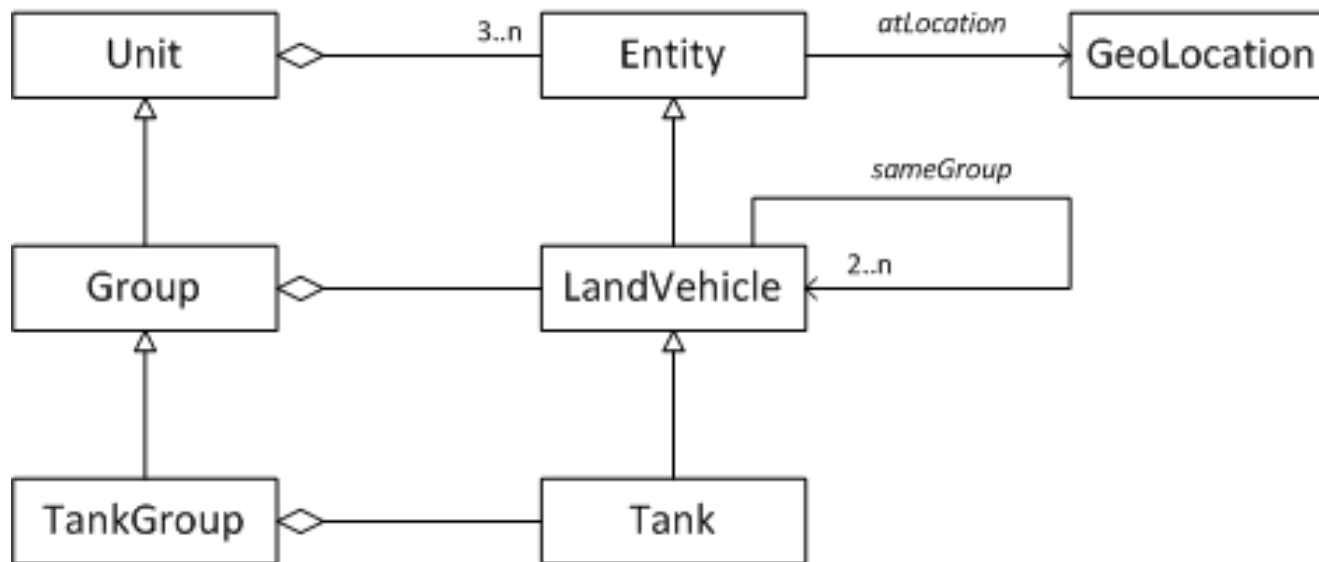 Unit
3..n
Entity
atLocation
GeoLocation
sameGroup
Group
LandVehicle
2..n
TankGroup
Tank